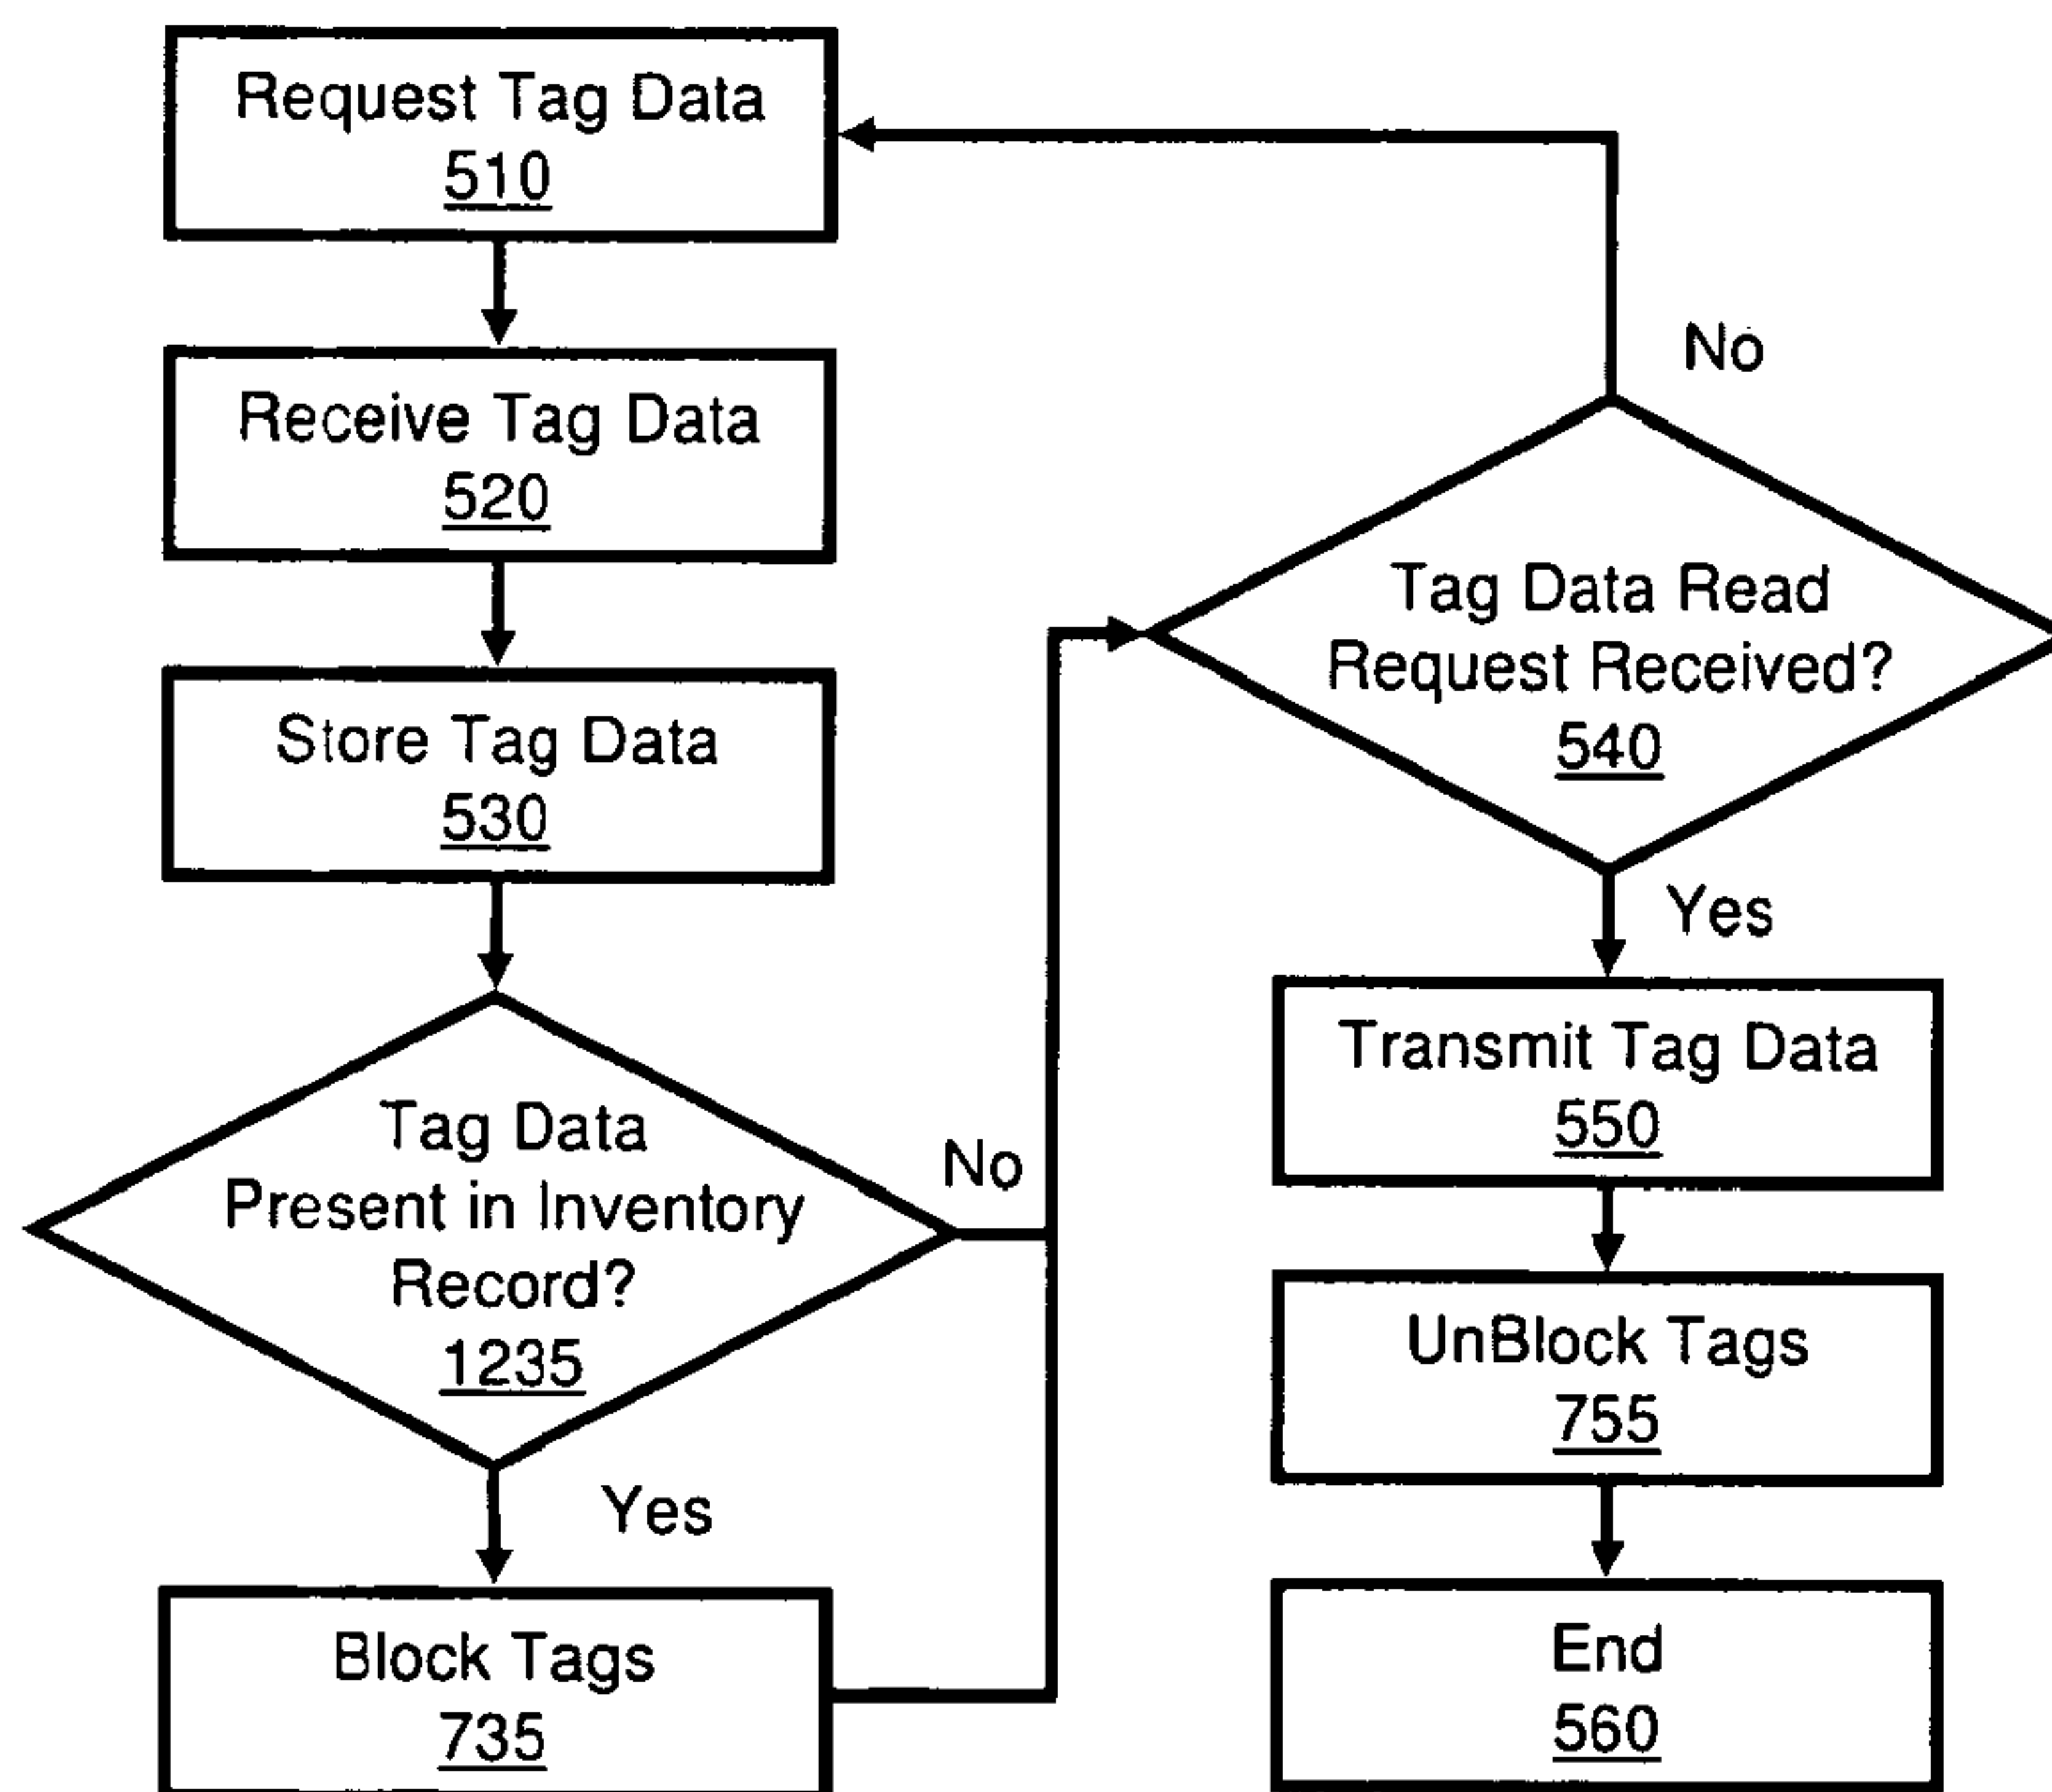 Request Tag Data
510
Receive Tag Data
520
Store Tag Data
530
Tag Data
Present in Inventory
Record?
1235
No
Yes
Block Tags
735
No
Tag Data Read
Request Received?
540
Yes
Transmit Tag Data
550
UnBlock Tags
755
End
560